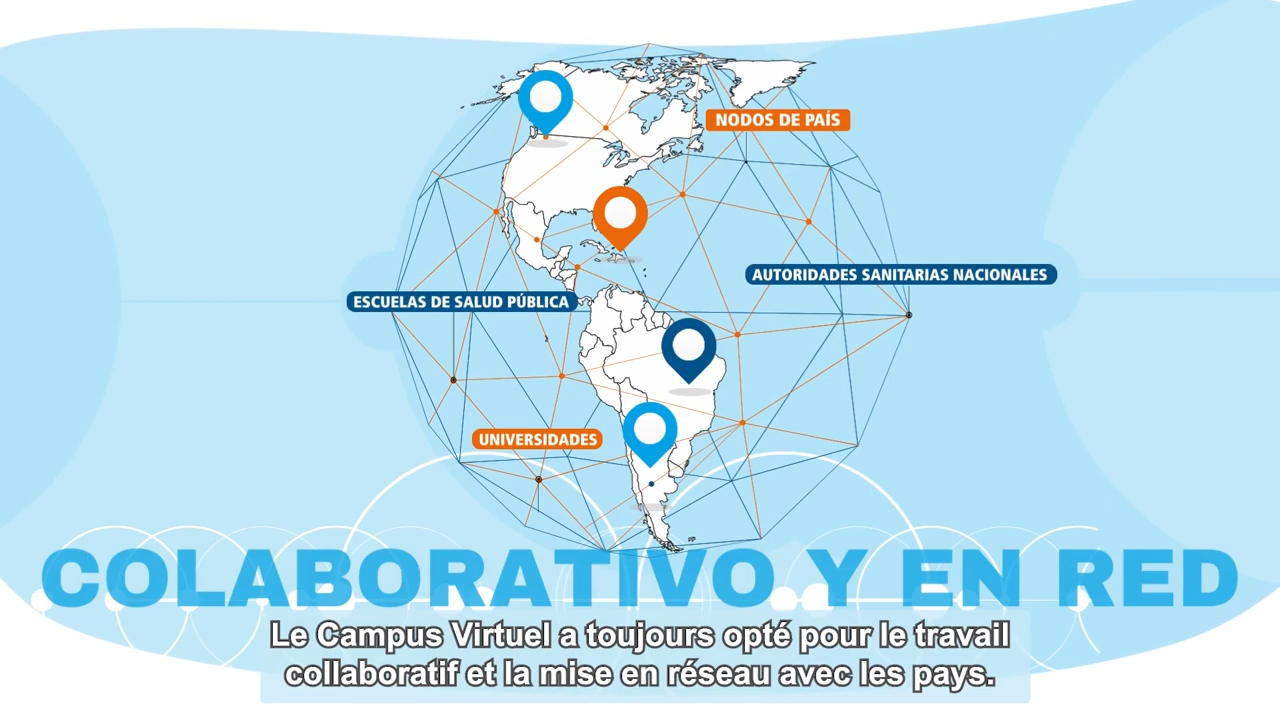 NODOS DE PAÍS
AUTORIDADES SANITARIAS NACIONALES
ESCUELAS DE SALUD PÚBLICA
UNIVERSIDADES
COLABORATIVO Y EN RED
Le Campus Virtuel a toujours opté pour le travail
collaboratif et la mise en réseau avec les pays.